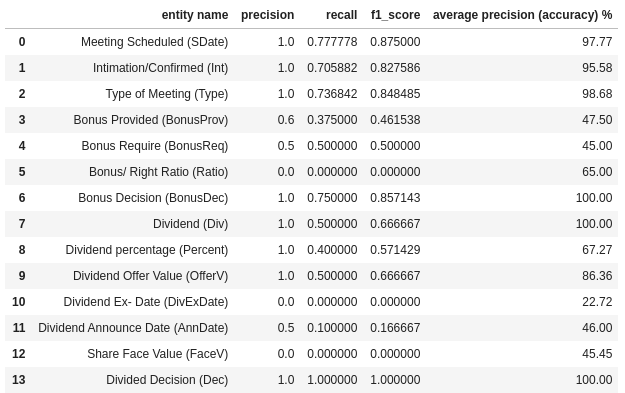 entity name precision recall f1_score average precision (accuracy) %
0 Meeting Scheduled (SDate) 1.0 0.777778 0.875000 97.77
1 Intimation/Confirmed (Int) 1.0 0.705882 0.827586 95.58
2 Type of Meeting (Type) 1.0 0.736842 0.848485 98.68
3 Bonus Provided (BonusProv) 0.6 0.375000 0.461538 47.50
4 Bonus Require (BonusReq) 0.5 0.500000 0.500000 45.00
5 Bonus/ Right Ratio (Ratio) 0.0 0.000000 0.000000 65.00
6 Bonus Decision (BonusDec) 1.0 0.750000 0.857143 100.00
7 Dividend (Div) 1.0 0.500000 0.666667 100.00
8 Dividend percentage (Percent) 1.0 0.400000 0.571429 67.27
9 Dividend Offer Value (OfferV) 1.0 0.500000 0.666667 86.36
10 Dividend Ex- Date (DivExDate) 0.0 0.000000 0.000000 22.72
11 Dividend Announce Date (AnnDate) 0.5 0.100000 0.166667 46.00
12 Share Face Value (FaceV) 0.0 0.000000 0.000000 45.45
13 Divided Decision (Dec) 1.0 1.000000 1.000000 100.00